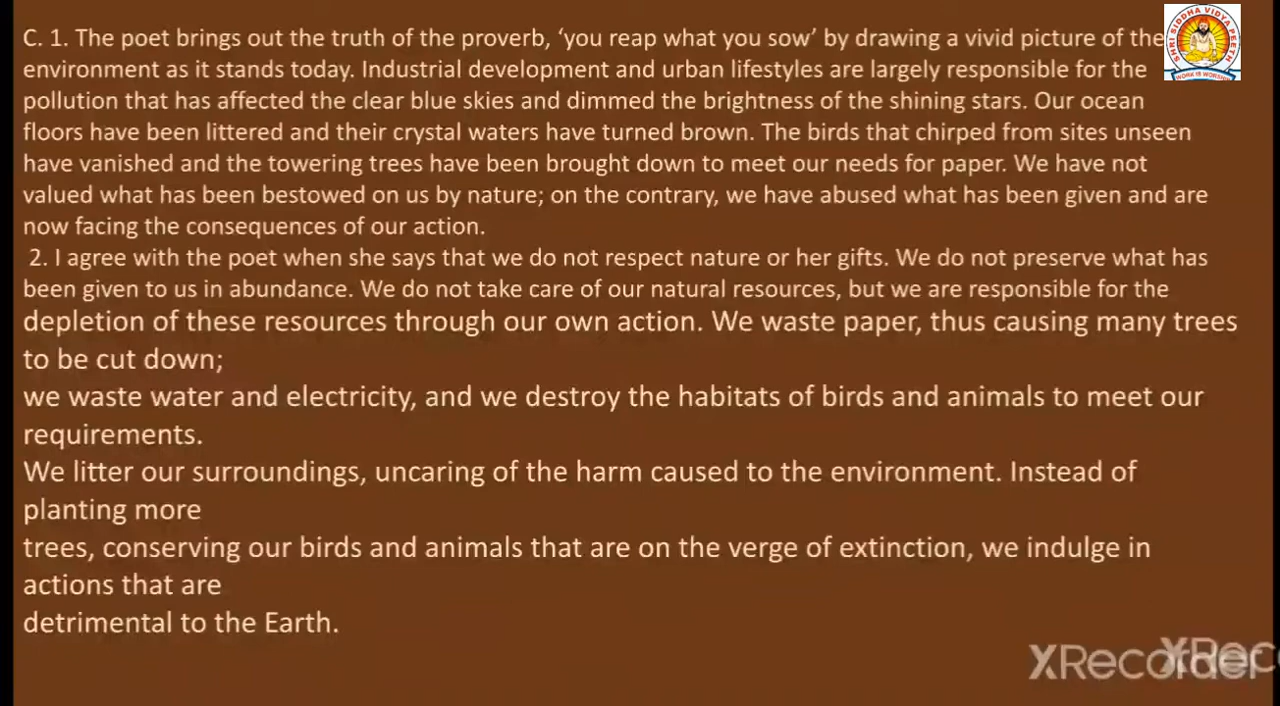 C. 1. The poet brings out the truth of the proverb, ‘you reap what you sow’ by drawing a vivid picture of the
environment as it stands today. Industrial development and urban lifestyles are largely responsible for the
pollution that has affected the clear blue skies and dimmed the brightness of the shining stars. Our ocean
floors have been littered and their crystal waters have turned brown. The birds that chirped from sites unseen
have vanished and the towering trees have been brought down to meet our needs for paper. We have not
valued what has been bestowed on us by nature; on the contrary, we have abused what has been given and are
now facing the consequences of our action.
2. I agree with the poet when she says that we do not respect nature or her gifts. We do not preserve what has
been given to us in abundance. We do not take care of our natural resources, but we are responsible for the
depletion of these resources through our own action. We waste paper, thus causing many trees
to be cut down;
we waste water and electricity, and we destroy the habitats of birds and animals to meet our
requirements.
We litter our surroundings, uncaring of the harm caused to the environment. Instead of
planting more
trees, conserving our birds and animals that are on the verge of extinction, we indulge in
actions that are
detrimental to the Earth.
SHRI SIDDHA VIDYA PEETH
WORK IS WORSHIP
XRecorder